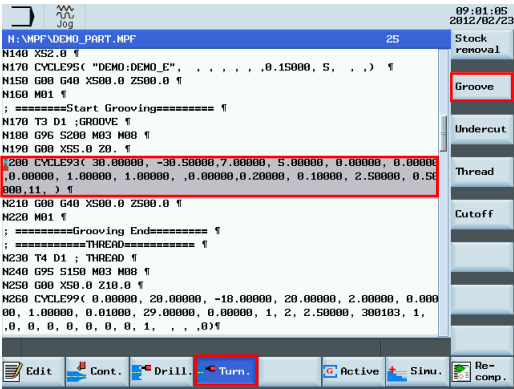 Jog
09:01:05
2012/02/23
N:\MPF\DEMO_PART.MPF 25
N140 X52.0 ¶
N170 CYCLE95( "DEMO:DEMO_E", , , , , , ,0.15000, 5, , ,) ¶
N150 G00 G40 X500.0 Z500.0 ¶
N160 M01 ¶
; ========Start Grooving========= ¶
N170 T3 D1 ;GROOVE ¶
N180 G96 S200 M03 M08 ¶
N190 G00 X55.0 Z0. ¶
200 CYCLE93( 30.00000, -30.50000,7.00000, 5.00000, 0.00000, 0.00000
,0.00000, 1.00000, 1.00000, ,0.00000,0.20000, 0.10000, 2.50000, 0.50
000,11, ) ¶
N210 G00 G40 X500.0 Z500.0 ¶
N220 M01 ¶
; =========Grooving End========= ¶
; ===========THREAD=========== ¶
N230 T4 D1 ; THREAD ¶
N240 G95 S150 M03 M08 ¶
N250 G00 X50.0 Z10.0 ¶
N260 CYCLE99( 0.00000, 20.00000, -18.00000, 20.00000, 2.00000, 0.000
00, 1.00000, 0.01000, 29.00000, 0.00000, 1, 2, 2.50000, 300103, 1,
,0, 0, 0, 0, 0, 0, 1, , , ,0)¶
Stock
removal
Groove
Undercut
Thread
Cutoff
Edit
Cont.
Drill.
Turn.
G Active
Simu.
Re-
comp.